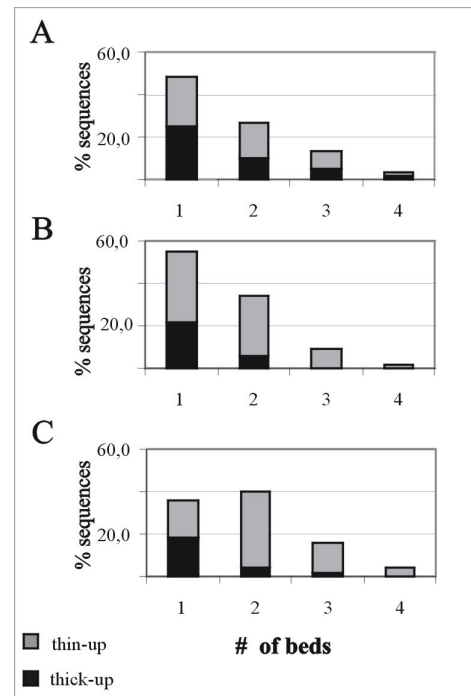 A
60,0
20,0
% sequences
1 2 3 4
B
60,0
20,0
% sequences
1 2 3 4
C
60,0
20,0
% sequences
1 2 3 4
# of beds
thin-up
thick-up